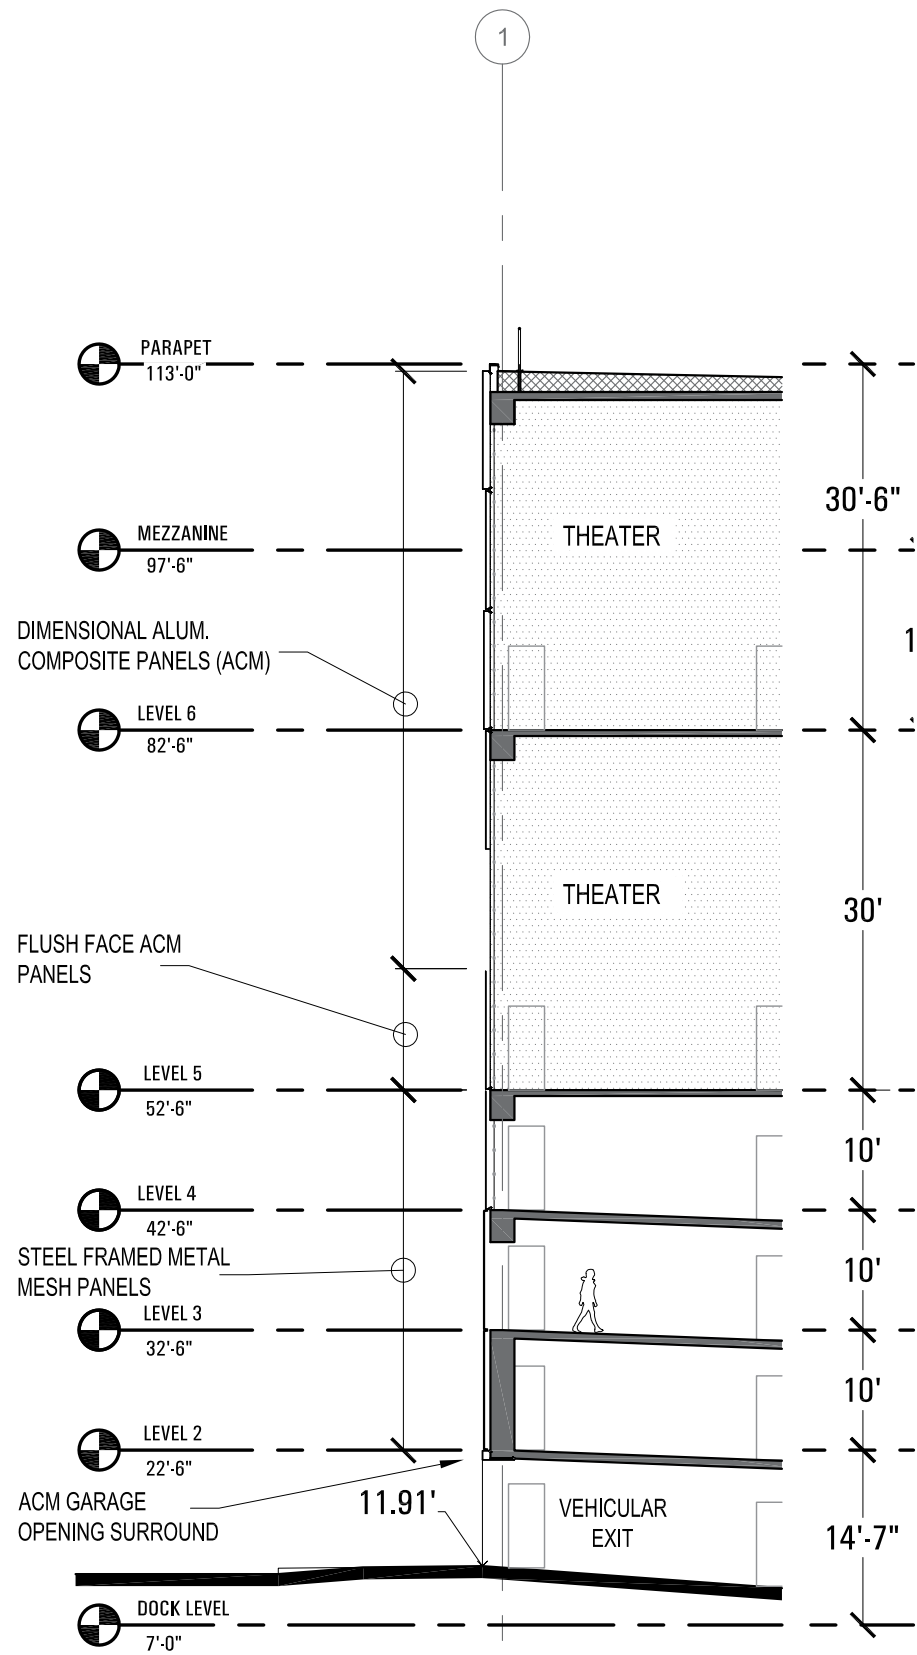 1
PARAPET
113'-0"
30'-6"
MEZZANINE
97'-6"
THEATER
DIMENSIONAL ALUM.
COMPOSITE PANELS (ACM)
1
LEVEL 6
82'-6"
THEATER
30'
FLUSH FACE ACM
PANELS
LEVEL 5
52'-6"
10'
LEVEL 4
42'-6"
STEEL FRAMED METAL
MESH PANELS
10'
LEVEL 3
32'-6"
10'
LEVEL 2
22'-6"
ACM GARAGE
OPENING SURROUND
11.91'
VEHICULAR
EXIT
14'-7"
DOCK LEVEL
7'-0"